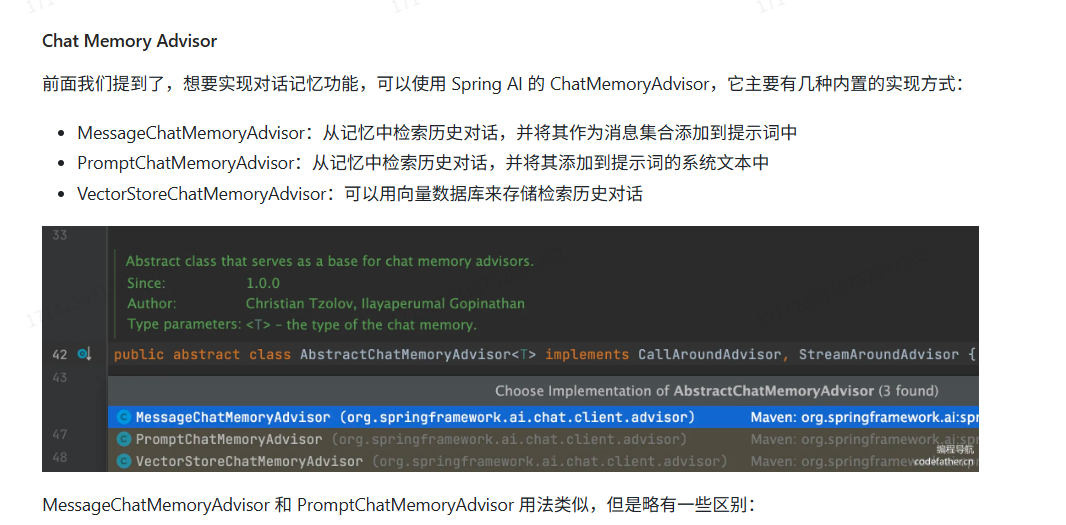 Chat Memory Advisor
前面我们提到了，想要实现对话记忆功能，可以使用 Spring AI 的 ChatMemoryAdvisor，它主要有几种内置的实现方式：
• MessageChatMemoryAdvisor：从记忆中检索历史对话，并将其作为消息集合添加到提示词中
• PromptChatMemoryAdvisor：从记忆中检索历史对话，并将其添加到提示词的系统文本中
• VectorStoreChatMemoryAdvisor：可以用向量数据库来存储检索历史对话
33
Abstract class that serves as a base for chat memory advisors.
Since: 1.0.0
Author: Christian Tzolov, Ilayaperumal Gopinathan
Type parameters: <T> – the type of the chat memory.
42 public abstract class AbstractChatMemoryAdvisor<T> implements CallAroundAdvisor, StreamAroundAdvisor {
43
Choose Implementation of AbstractChatMemoryAdvisor (3 found)
MessageChatMemoryAdvisor (org.springframework.ai.chat.client.advisor) Maven: org.springframework.ai:spr
47 PromptChatMemoryAdvisor (org.springframework.ai.chat.client.advisor) Maven: org.springframework.ai:spr
48 VectorStoreChatMemoryAdvisor (org.springframework.ai.chat.client.advisor) Maven: org.springframew
编程导航
codefather.cn
MessageChatMemoryAdvisor 和 PromptChatMemoryAdvisor 用法类似，但是略有一些区别：